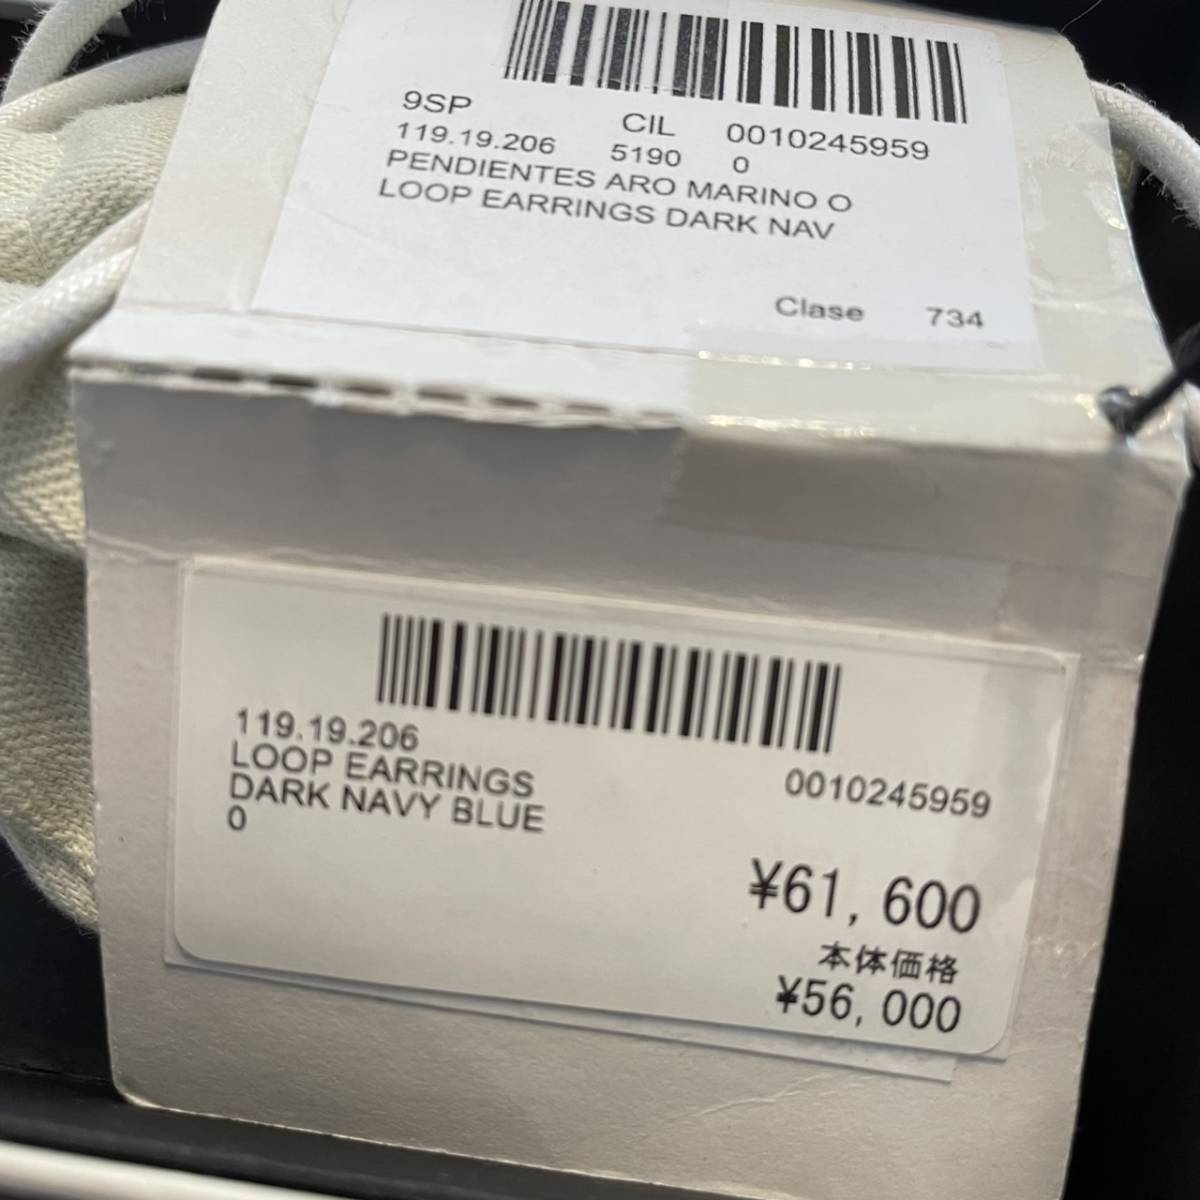 9SP CIL 0010245959
119.19.206 5190 0
PENDIENTES ARO MARINO O
LOOP EARRINGS DARK NAV
Clase 734
119.19.206
LOOP EARRINGS
DARK NAVY BLUE
0
0010245959
¥61,600
本体価格
¥56,000